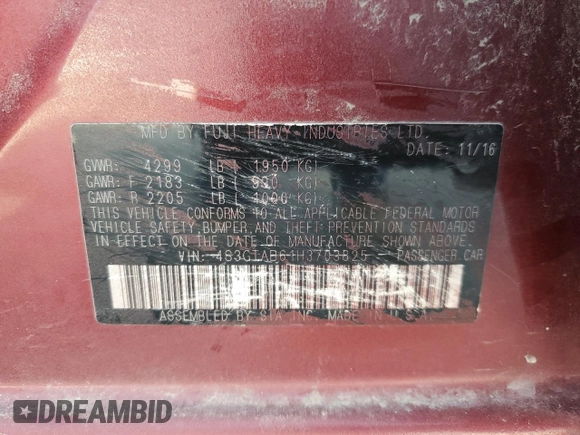 MFD BY FUJI HEAVY INDUSTRIES LTD.
DATE: 11/16
GVWR: 4299 LB ( 1950 KG)
GAWR: F 2183 LB ( 990 KG)
GAWR: R 2205 LB ( 1000 KG)
THIS VEHICLE CONFORMS TO ALL APPLICABLE FEDERAL MOTOR
VEHICLE SAFETY, BUMPER, AND THEFT PREVENTION STANDARDS
IN EFFECT ON THE DATE OF MANUFACTURE SHOWN ABOVE.
VIN: PASSENGER CAR
ASSEMBLED BY SIA INC. MADE IN U.S.A.
DREAMBID